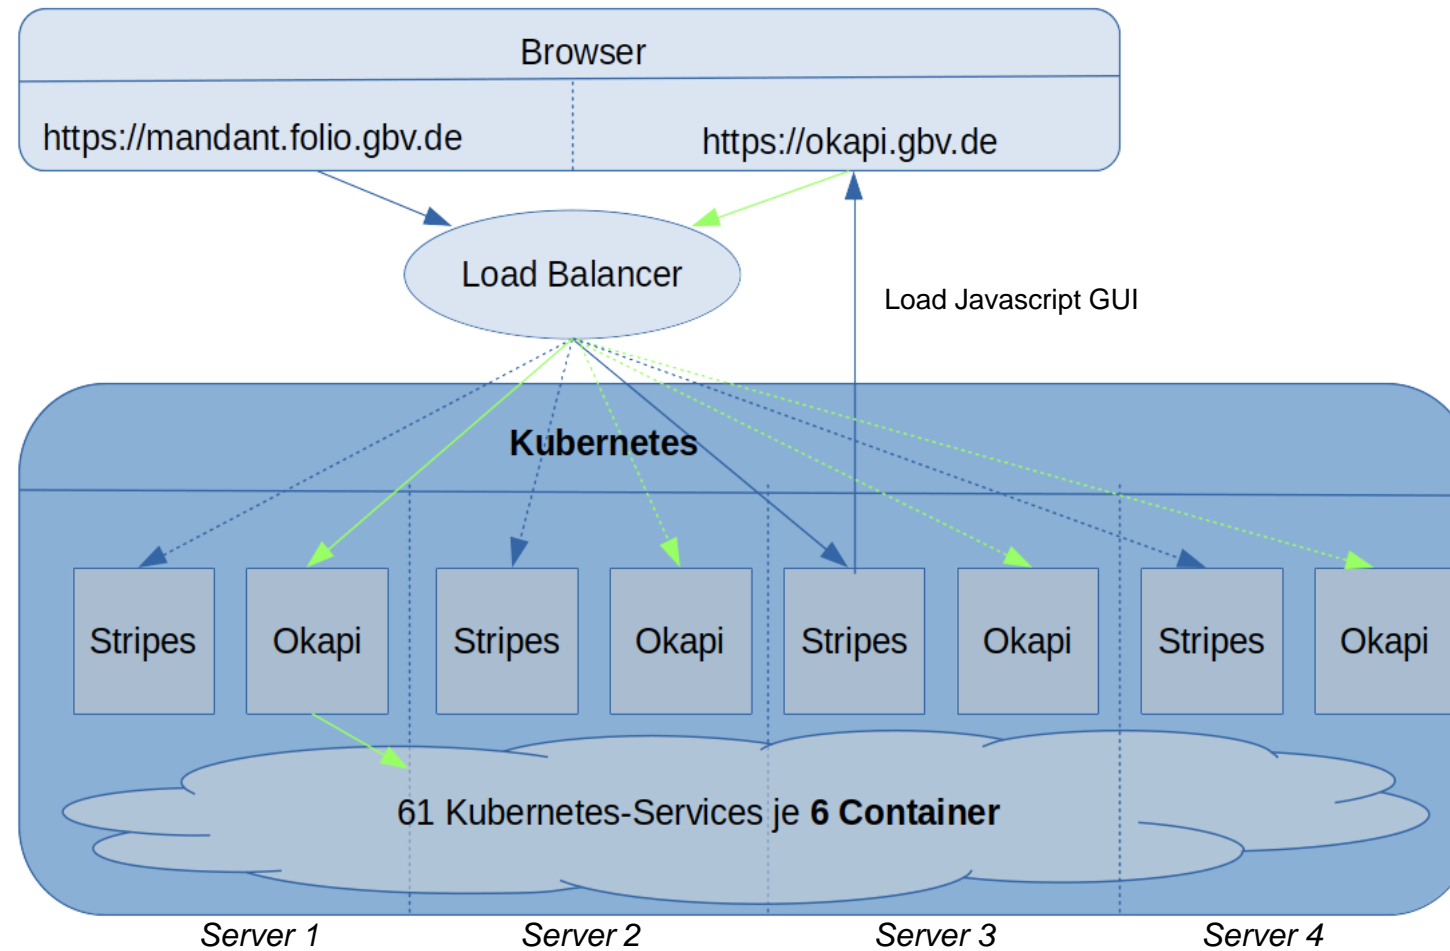 Browser
https://mandant.folio.gbv.de
https://okapi.gbv.de
Load Balancer
Load Javascript GUI
Kubernetes
Stripes
Okapi
Stripes
Okapi
Stripes
Okapi
Stripes
Okapi
61 Kubernetes-Services je 6 Container
Server 1
Server 2
Server 3
Server 4